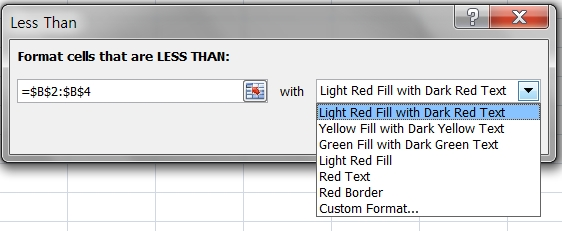 Less Than
? X
Format cells that are LESS THAN:
=$B$2:$B$4 with Light Red Fill with Dark Red Text
Light Red Fill with Dark Red Text
Yellow Fill with Dark Yellow Text
Green Fill with Dark Green Text
Light Red Fill
Red Text
Red Border
Custom Format...